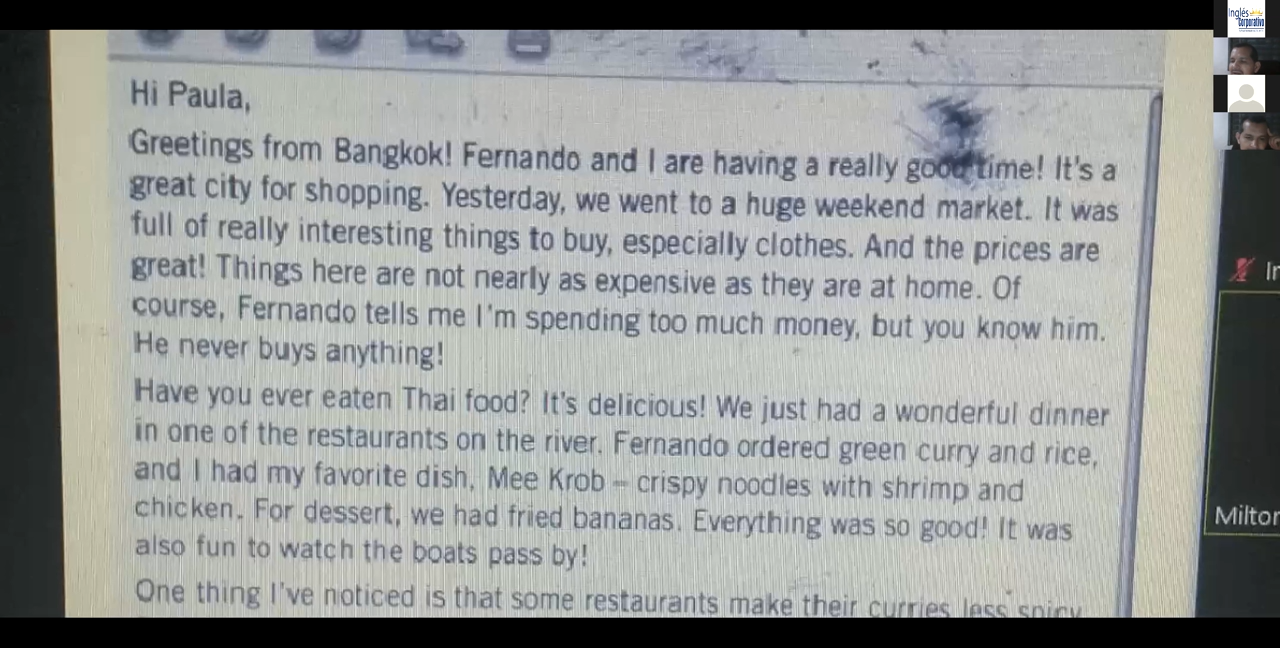 Hi Paula,
Greetings from Bangkok! Fernando and I are having a really good time! It's a
great city for shopping. Yesterday, we went to a huge weekend market. It was
full of really interesting things to buy, especially clothes. And the prices are
great! Things here are not nearly as expensive as they are at home. Of
course, Fernando tells me I'm spending too much money, but you know him.
He never buys anything!
Have you ever eaten Thai food? It's delicious! We just had a wonderful dinner
in one of the restaurants on the river. Fernando ordered green curry and rice,
and I had my favorite dish, Mee Krob – crispy noodles with shrimp and
chicken. For dessert, we had fried bananas. Everything was so good! It was
also fun to watch the boats pass by!
One thing I've noticed is that some restaurants make their curries less spicy
Inglés
Corporativo
Milton